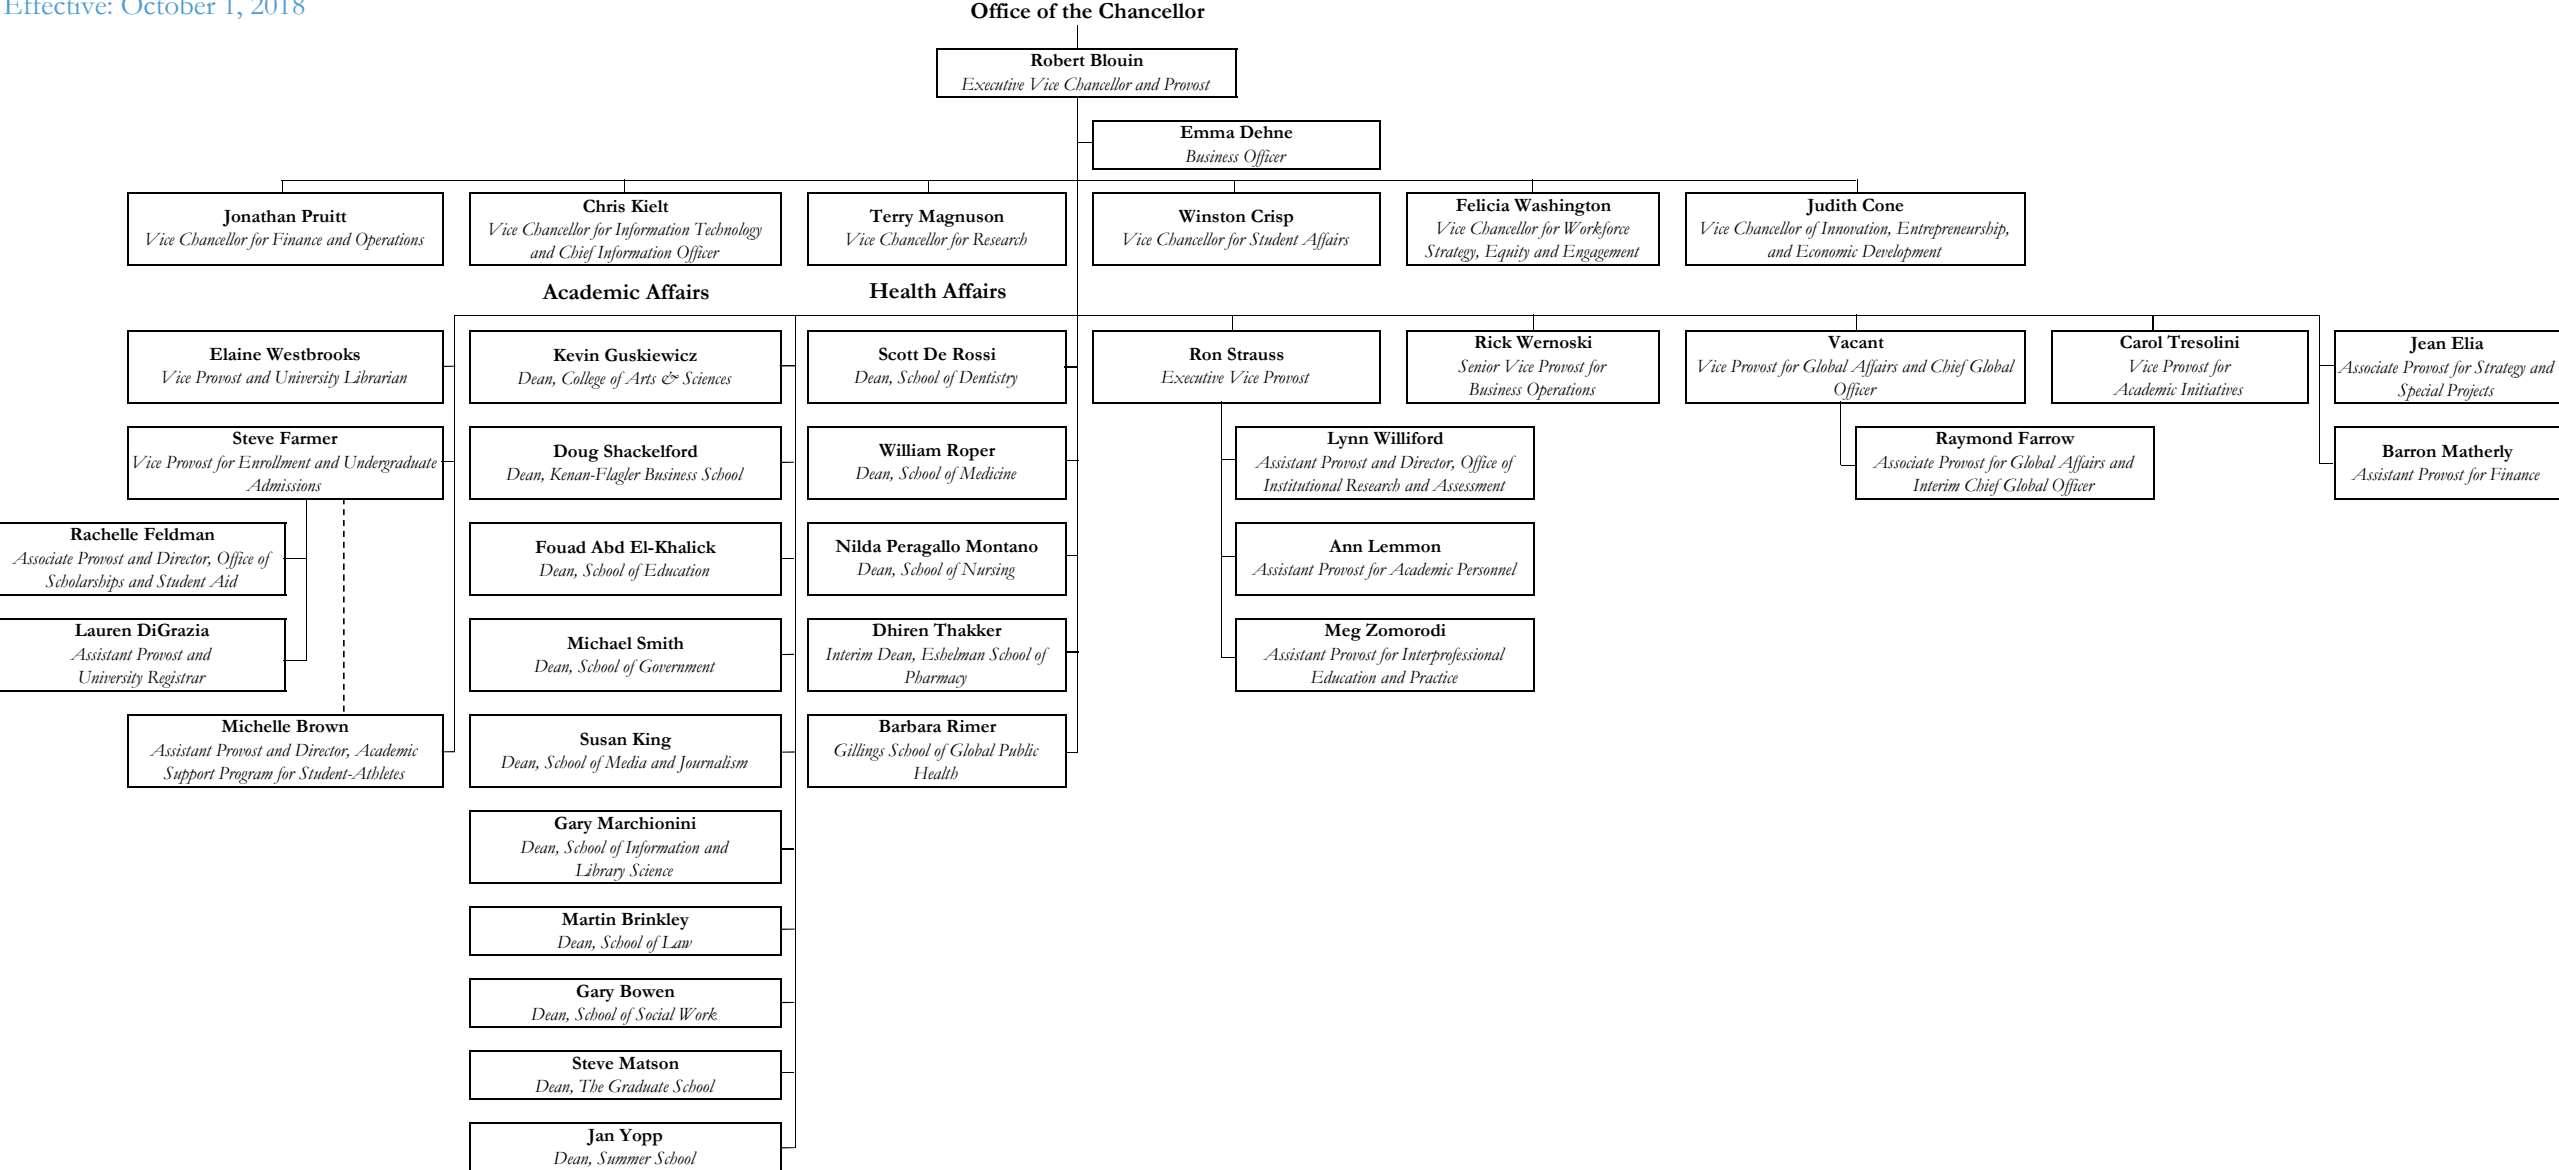 Effective: October 1, 2018
Office of the Chancellor
Robert Blouin
Executive Vice Chancellor and Provost
Emma Dehne
Business Officer
Jonathan Pruitt
Vice Chancellor for Finance and Operations
Chris Kielt
Vice Chancellor for Information Technology
and Chief Information Officer
Terry Magnuson
Vice Chancellor for Research
Winston Crisp
Vice Chancellor for Student Affairs
Felicia Washington
Vice Chancellor for Workforce
Strategy, Equity and Engagement
Judith Cone
Vice Chancellor of Innovation, Entrepreneurship,
and Economic Development
Academic Affairs
Health Affairs
Elaine Westbrooks
Vice Provost and University Librarian
Steve Farmer
Vice Provost for Enrollment and Undergraduate
Admissions
Rachelle Feldman
Associate Provost and Director, Office of
Scholarships and Student Aid
Lauren DiGrazia
Assistant Provost and
University Registrar
Michelle Brown
Assistant Provost and Director, Academic
Support Program for Student-Athletes
Kevin Guskiewicz
Dean, College of Arts & Sciences
Doug Shackelford
Dean, Kenan-Flagler Business School
Fouad Abd El-Khalick
Dean, School of Education
Michael Smith
Dean, School of Government
Susan King
Dean, School of Media and Journalism
Gary Marchionini
Dean, School of Information and
Library Science
Martin Brinkley
Dean, School of Law
Gary Bowen
Dean, School of Social Work
Steve Matson
Dean, The Graduate School
Jan Yopp
Dean, Summer School
Scott De Rossi
Dean, School of Dentistry
William Roper
Dean, School of Medicine
Nilda Peragallo Montano
Dean, School of Nursing
Dhiren Thakker
Interim Dean, Eshelman School of
Pharmacy
Barbara Rimer
Gillings School of Global Public
Health
Ron Strauss
Executive Vice Provost
Lynn Williford
Assistant Provost and Director, Office of
Institutional Research and Assessment
Ann Lemmon
Assistant Provost for Academic Personnel
Meg Zomorodi
Assistant Provost for Interprofessional
Education and Practice
Rick Wernoski
Senior Vice Provost for
Business Operations
Vacant
Vice Provost for Global Affairs and Chief Global
Officer
Raymond Farrow
Associate Provost for Global Affairs and
Interim Chief Global Officer
Carol Tresolini
Vice Provost for
Academic Initiatives
Jean Elia
Associate Provost for Strategy and
Special Projects
Barron Matherly
Assistant Provost for Finance